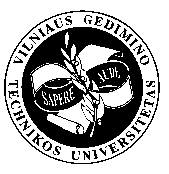 VILNIAUS GEDIMINO
TECHNIKOS UNIVERSITETAS
SAPERE
AUDE